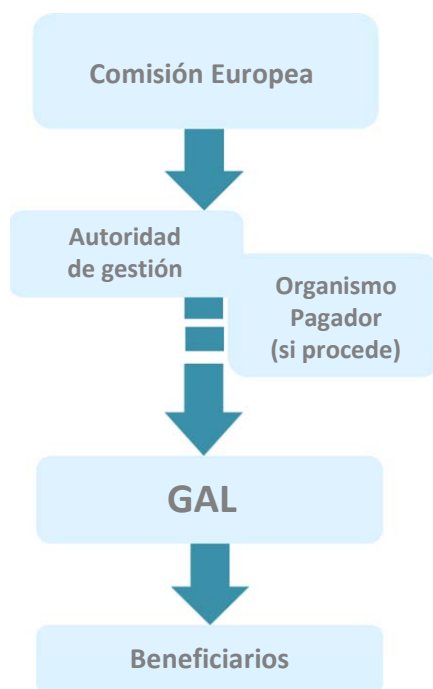 Comisión Europea
Autoridad
de gestión
Organismo
Pagador
(si procede)
GAL
Beneficiarios